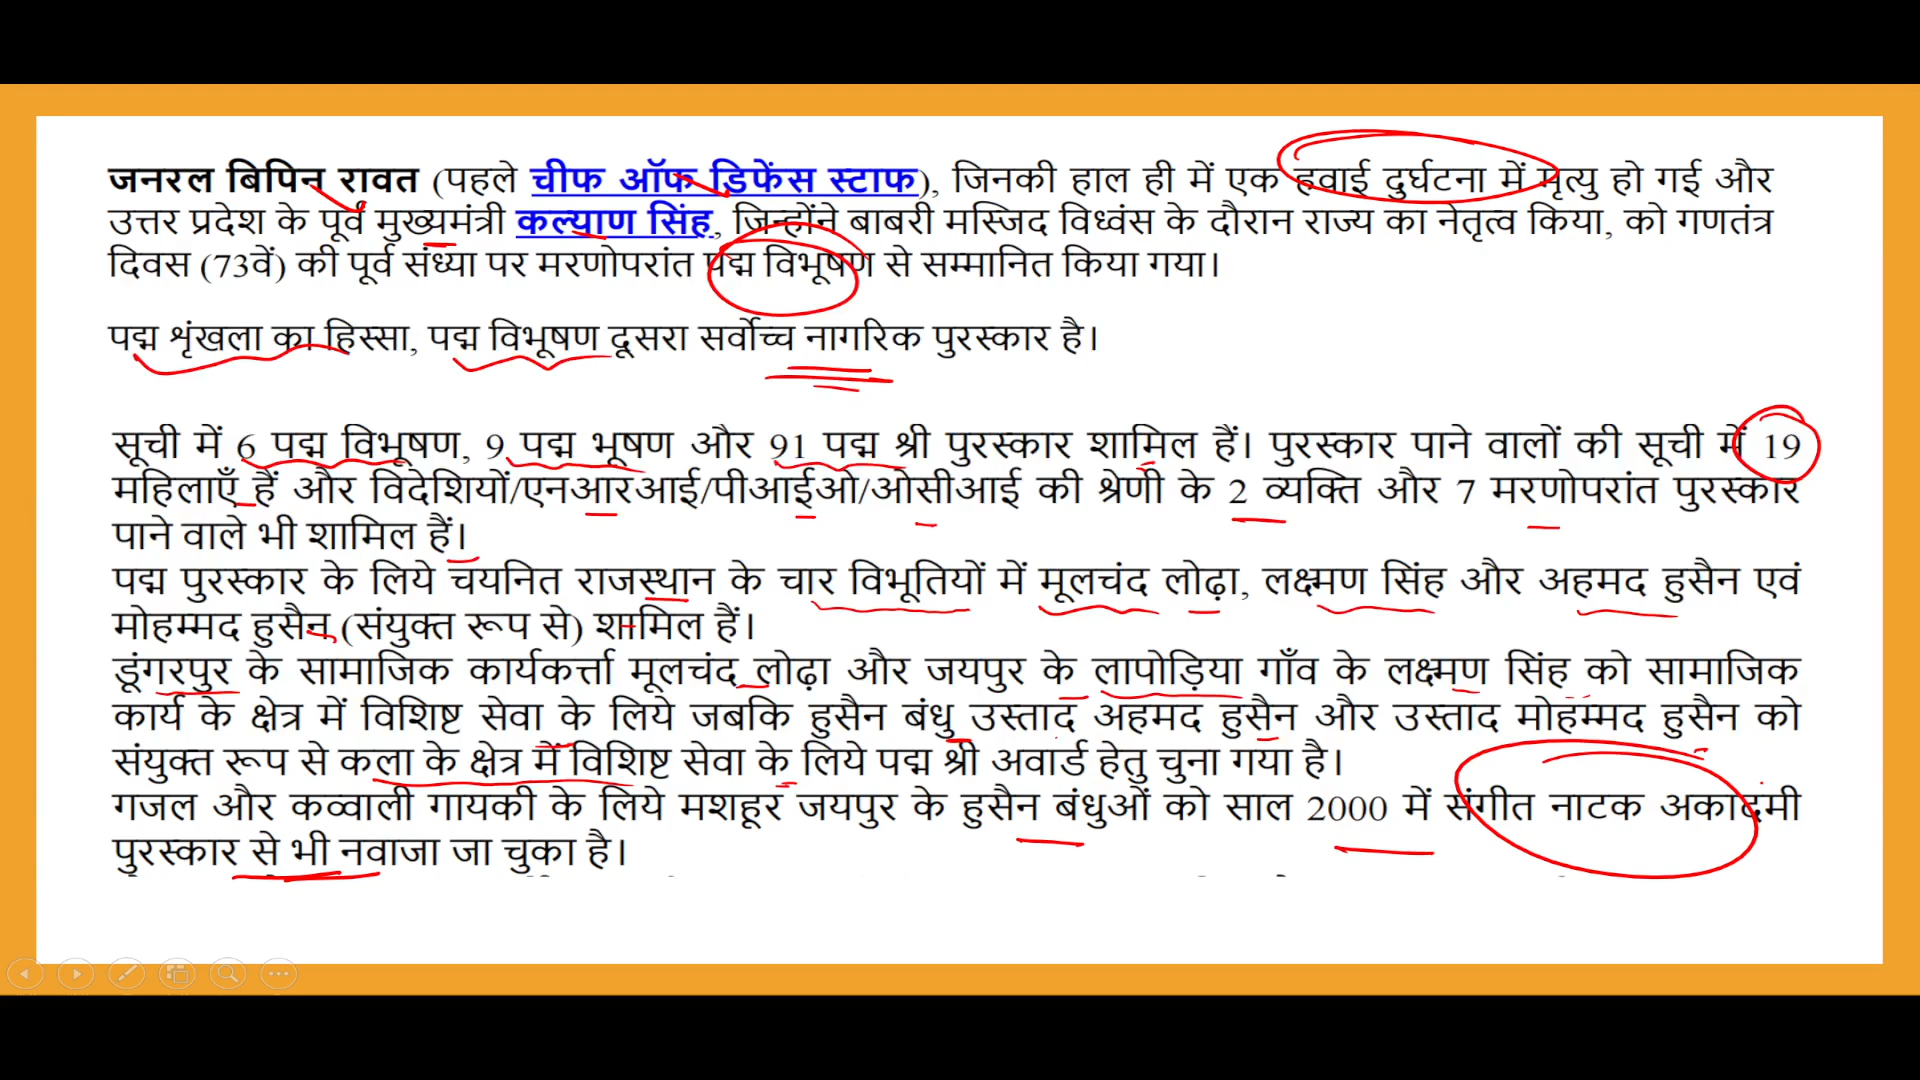 जनरल बिपिन रावत (पहले चीफ ऑफ डिफेंस स्टाफ), जिनकी हाल ही में एक हवाई दुर्घटना में मृत्यु हो गई और
उत्तर प्रदेश के पूर्व मुख्यमंत्री कल्याण सिंह, जिन्होंने बाबरी मस्जिद विध्वंस के दौरान राज्य का नेतृत्व किया, को गणतंत्र
दिवस (73वें) की पूर्व संध्या पर मरणोपरांत पद्म विभूषण से सम्मानित किया गया।
पद्म श्रृंखला का हिस्सा, पद्म विभूषण दूसरा सर्वोच्च नागरिक पुरस्कार है।
सूची में 6 पद्म विभूषण, 9 पद्म भूषण और 91 पद्म श्री पुरस्कार शामिल हैं। पुरस्कार पाने वालों की सूची में 19
महिलाएँ हैं और विदेशियों/एनआरआई/पीआईओ/ओसीआई की श्रेणी के 2 व्यक्ति और 7 मरणोपरांत पुरस्कार
पाने वाले भी शामिल हैं।
पद्म पुरस्कार के लिये चयनित राजस्थान के चार विभूतियों में मूलचंद लोढ़ा, लक्ष्मण सिंह और अहमद हुसैन एवं
मोहम्मद हुसैन (संयुक्त रूप से) शामिल हैं।
डूंगरपुर के सामाजिक कार्यकर्त्ता मूलचंद लोढ़ा और जयपुर के लापोड़िया गाँव के लक्ष्मण सिंह को सामाजिक
कार्य के क्षेत्र में विशिष्ट सेवा के लिये जबकि हुसैन बंधु उस्ताद अहमद हुसैन और उस्ताद मोहम्मद हुसैन को
संयुक्त रूप से कला के क्षेत्र में विशिष्ट सेवा के लिये पद्म श्री अवार्ड हेतु चुना गया है।
गजल और कव्वाली गायकी के लिये मशहूर जयपुर के हुसैन बंधुओं को साल 2000 में संगीत नाटक अकादमी
पुरस्कार से भी नवाजा जा चुका है।